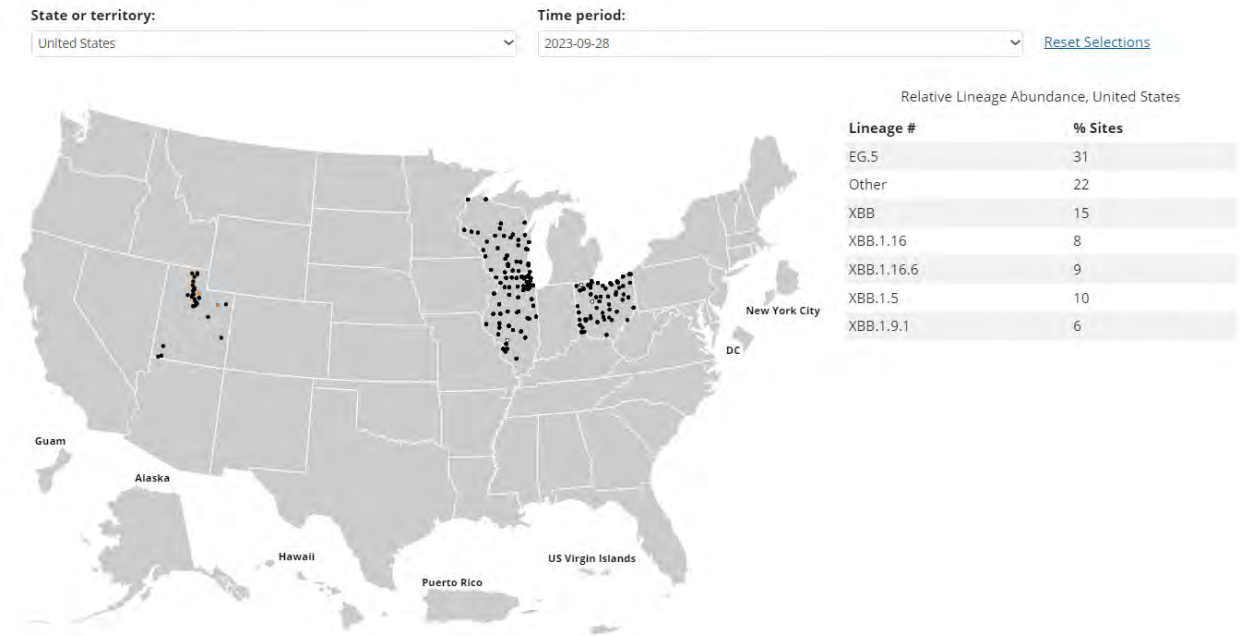 State or territory:
Time period:
United States
2023-09-28
Reset Selections
Relative Lineage Abundance, United States
Lineage # % Sites
EG.5 31
Other 22
XBB 15
XBB.1.16 8
XBB.1.16.6 9
XBB.1.5 10
XBB.1.9.1 6
New York City
DC
Guam
Alaska
Hawaii
US Virgin Islands
Puerto Rico